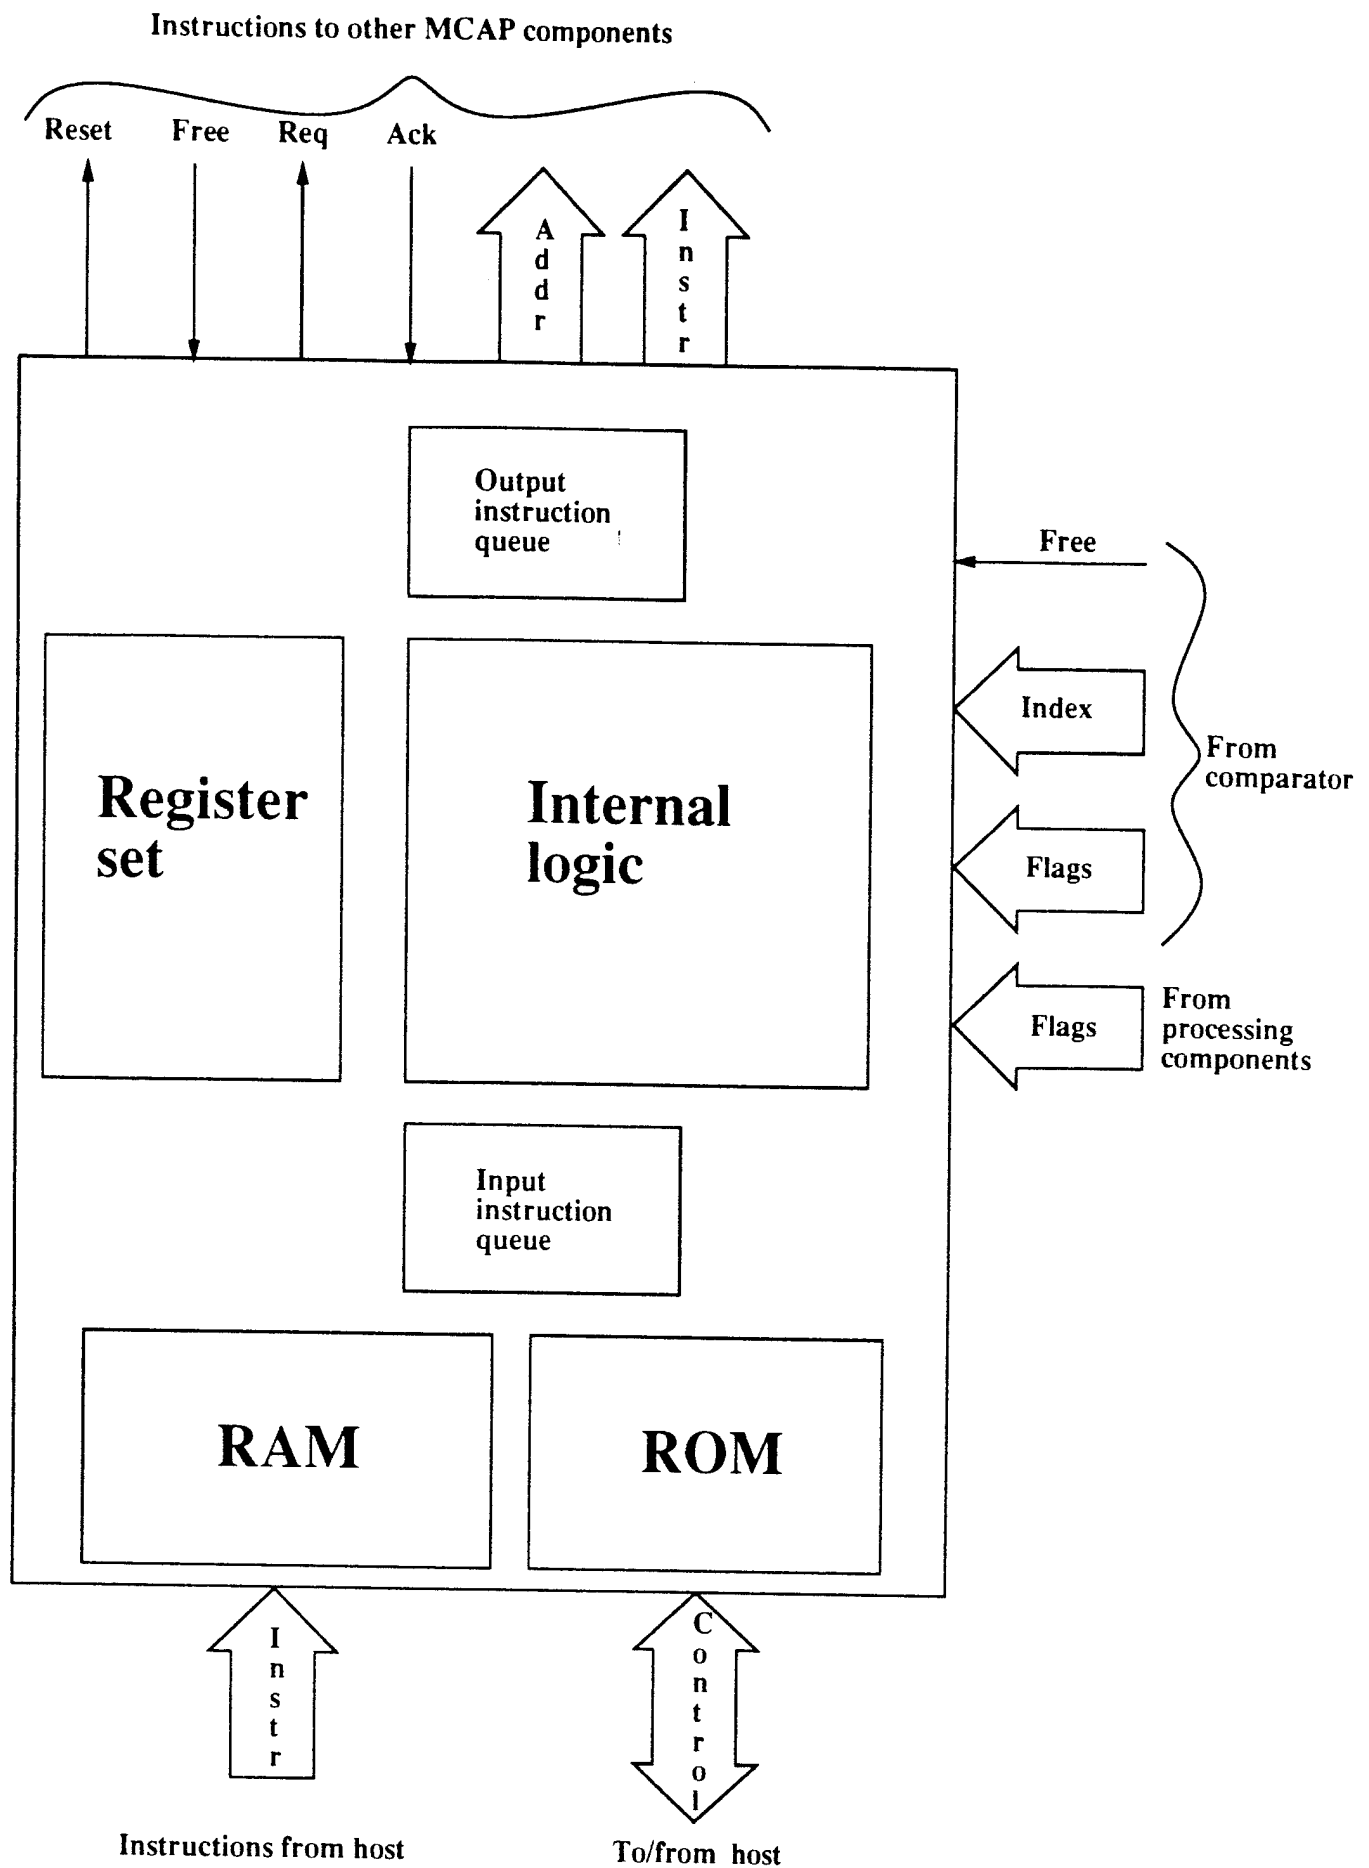 Instructions to other MCAP components
Reset
Free
Req
Ack
Addr
Instr
Output
instruction
queue
Free
Register
set
Internal
logic
Index
From
comparator
Flags
Flags
From
processing
components
Input
instruction
queue
RAM
ROM
Instr
Control
Instructions from host
To/from host